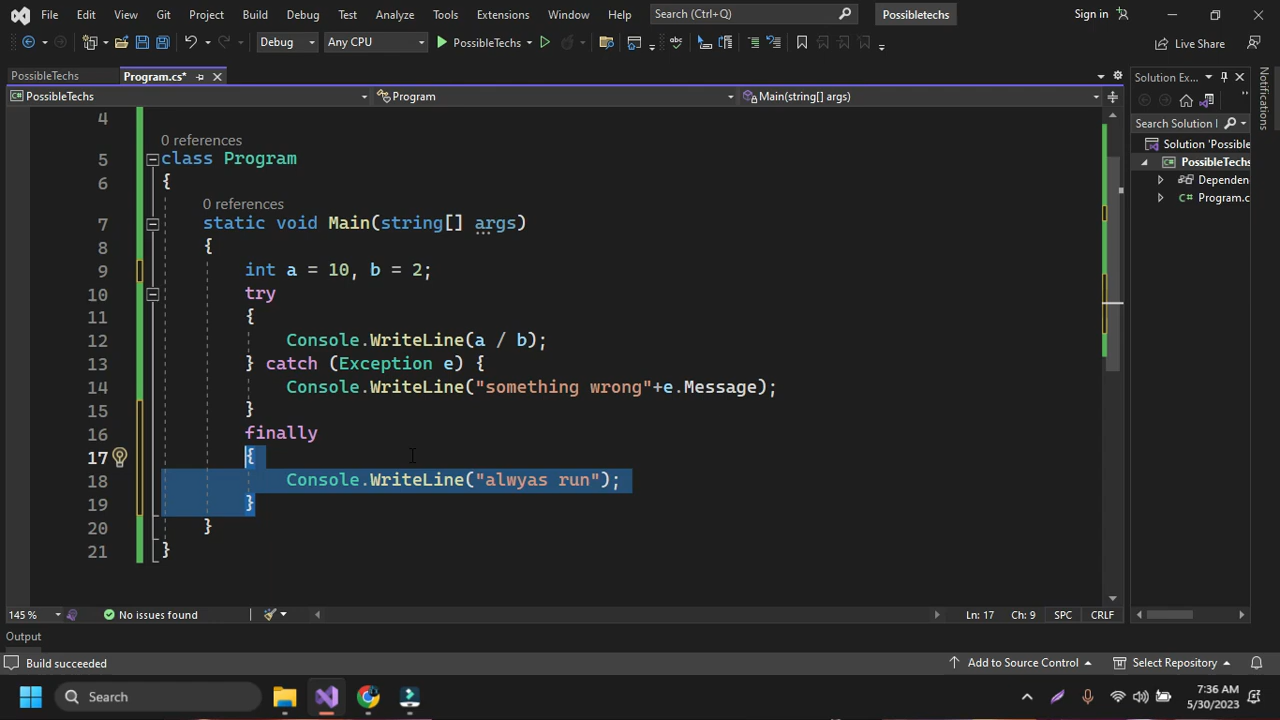 File Edit View Git Project Build Debug Test Analyze Tools Extensions Window Help Search (Ctrl+Q) Possibletechs Sign in
Debug Any CPU PossibleTechs Live Share
PossibleTechs Program.cs* Solution Ex...
PossibleTechs Program Main(string[] args)
Search Solution
Solution 'Possible
PossibleTechs
Dependen
Program.c
Notifications
4
0 references
5 class Program
6 {
0 references
7 static void Main(string[] args)
8 {
9 int a = 10, b = 2;
10 try
11 {
12 Console.WriteLine(a / b);
13 } catch (Exception e) {
14 Console.WriteLine("something wrong"+e.Message);
15 }
16 finally
17 {
18 Console.WriteLine("alwyas run");
19 }
20 }
21 }
145 % No issues found Ln: 17 Ch: 9 SPC CRLF
Output
Build succeeded Add to Source Control Select Repository
Search 7:36 AM
5/30/2023